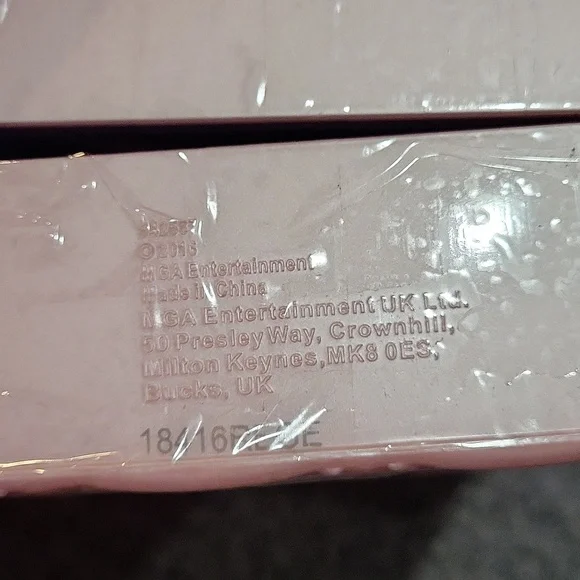 ©2016
MGA Entertainment
Made in China
MGA Entertainment UK Ltd.
50 Presley Way, Crownhill,
Milton Keynes, MK8 0ES,
Bucks, UK